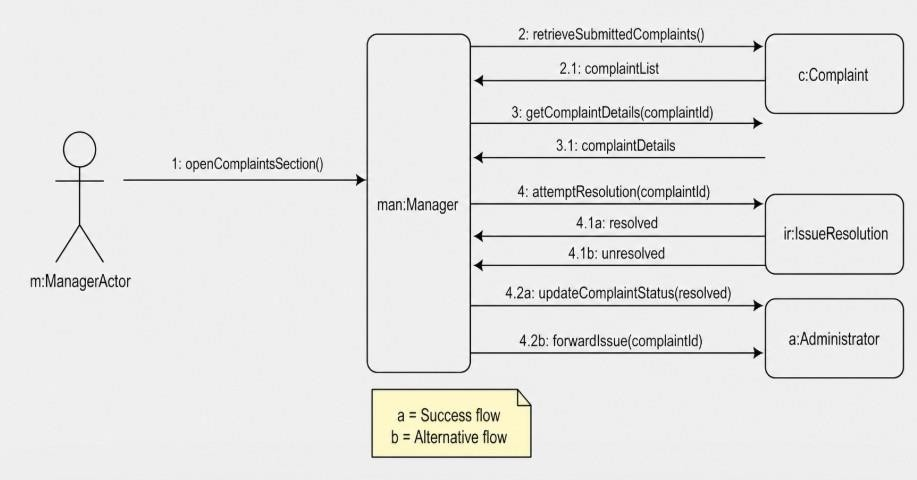 2: retrieveSubmittedComplaints()
2.1: complaintList
c:Complaint
3: getComplaintDetails(complaintId)
3.1: complaintDetails
1: openComplaintsSection()
man:Manager
4: attemptResolution(complaintId)
4.1a: resolved
ir:IssueResolution
4.1b: unresolved
m:ManagerActor
4.2a: updateComplaintStatus(resolved)
4.2b: forwardIssue(complaintId)
a:Administrator
a = Success flow
b = Alternative flow